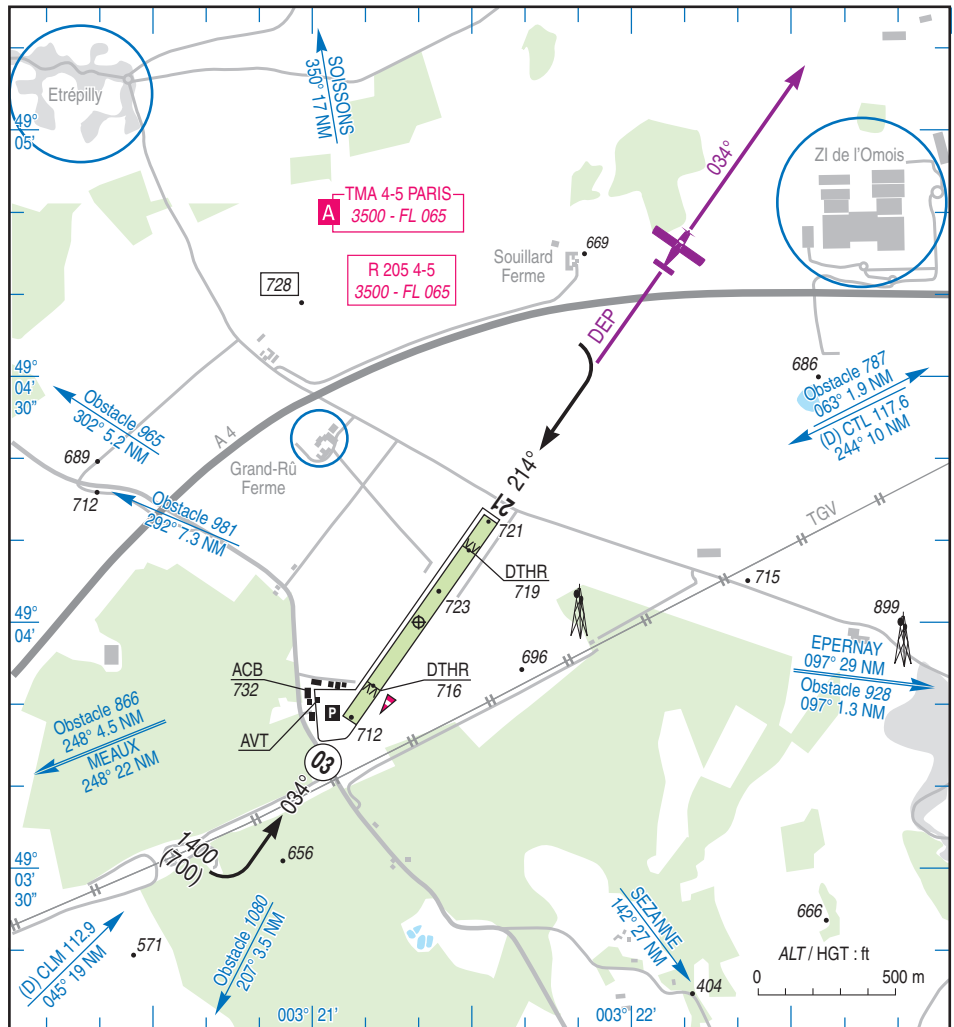 Etrépilly
49°
05'
SOISSONS
350° 17 NM
034°
ZI de l'Omois
A
TMA 4-5 PARIS
3500 - FL 065
R 205 4-5
3500 - FL 065
Souillard
Ferme
669
728
DEP
49°
04'
30"
686
Obstacle 787
063° 1.9 NM
(D) CTL 117.6
244° 10 NM
Obstacle 965
302° 5.2 NM
A 4
689
712
Grand-Rû
Ferme
214°
21
Obstacle 981
292° 7.3 NM
TGV
721
DTHR
719
715
723
49°
04'
899
EPERNAY
097° 29 NM
Obstacle 928
097° 1.3 NM
696
ACB
732
DTHR
716
P
AVT
712
Obstacle 866
248° 4.5 NM
MEAUX
248° 22 NM
03
034°
1400
(700)
656
49°
03'
30"
Obstacle 1080
207° 3.5 NM
SEZANNE
142° 27 NM
666
(D) CLM 112.9
045° 19 NM
571
404
ALT / HGT : ft
0 500 m
003° 21' 003° 22'